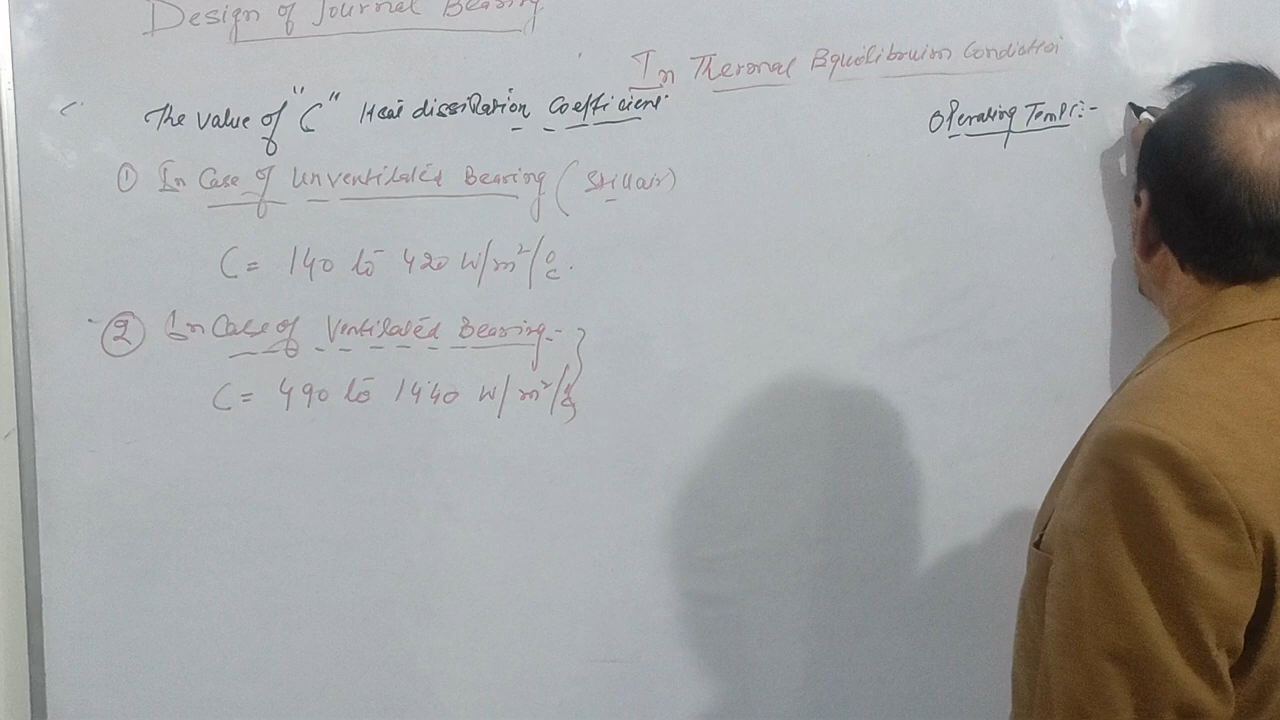 Design of Journal Bearing
In Thermal Equilibrium Condition
The value of "C" Heat dissipation Coefficient
Operating Temp:-
① In Case of Unventilated Bearing (Still air)
C = 140 to 420 W/m²/°C.
② In Case of Ventilated Bearing:-
C = 490 to 1440 W/m²/°C